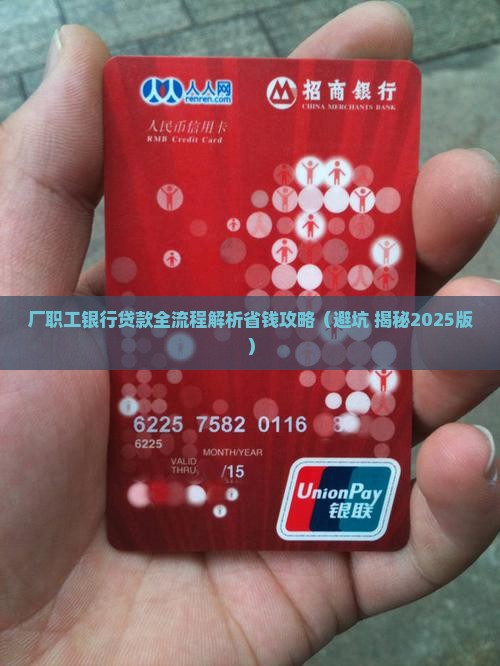 人人网
renren.com
招商银行
CHINA MERCHANTS BANK
人民币信用卡
RMB Credit Card
厂职工银行贷款全流程解析省钱攻略（避坑 揭秘2025版
）
6225 7582 0116
6225
MONTH/YEAR
VALID
THRU
/15
UnionPay
银联